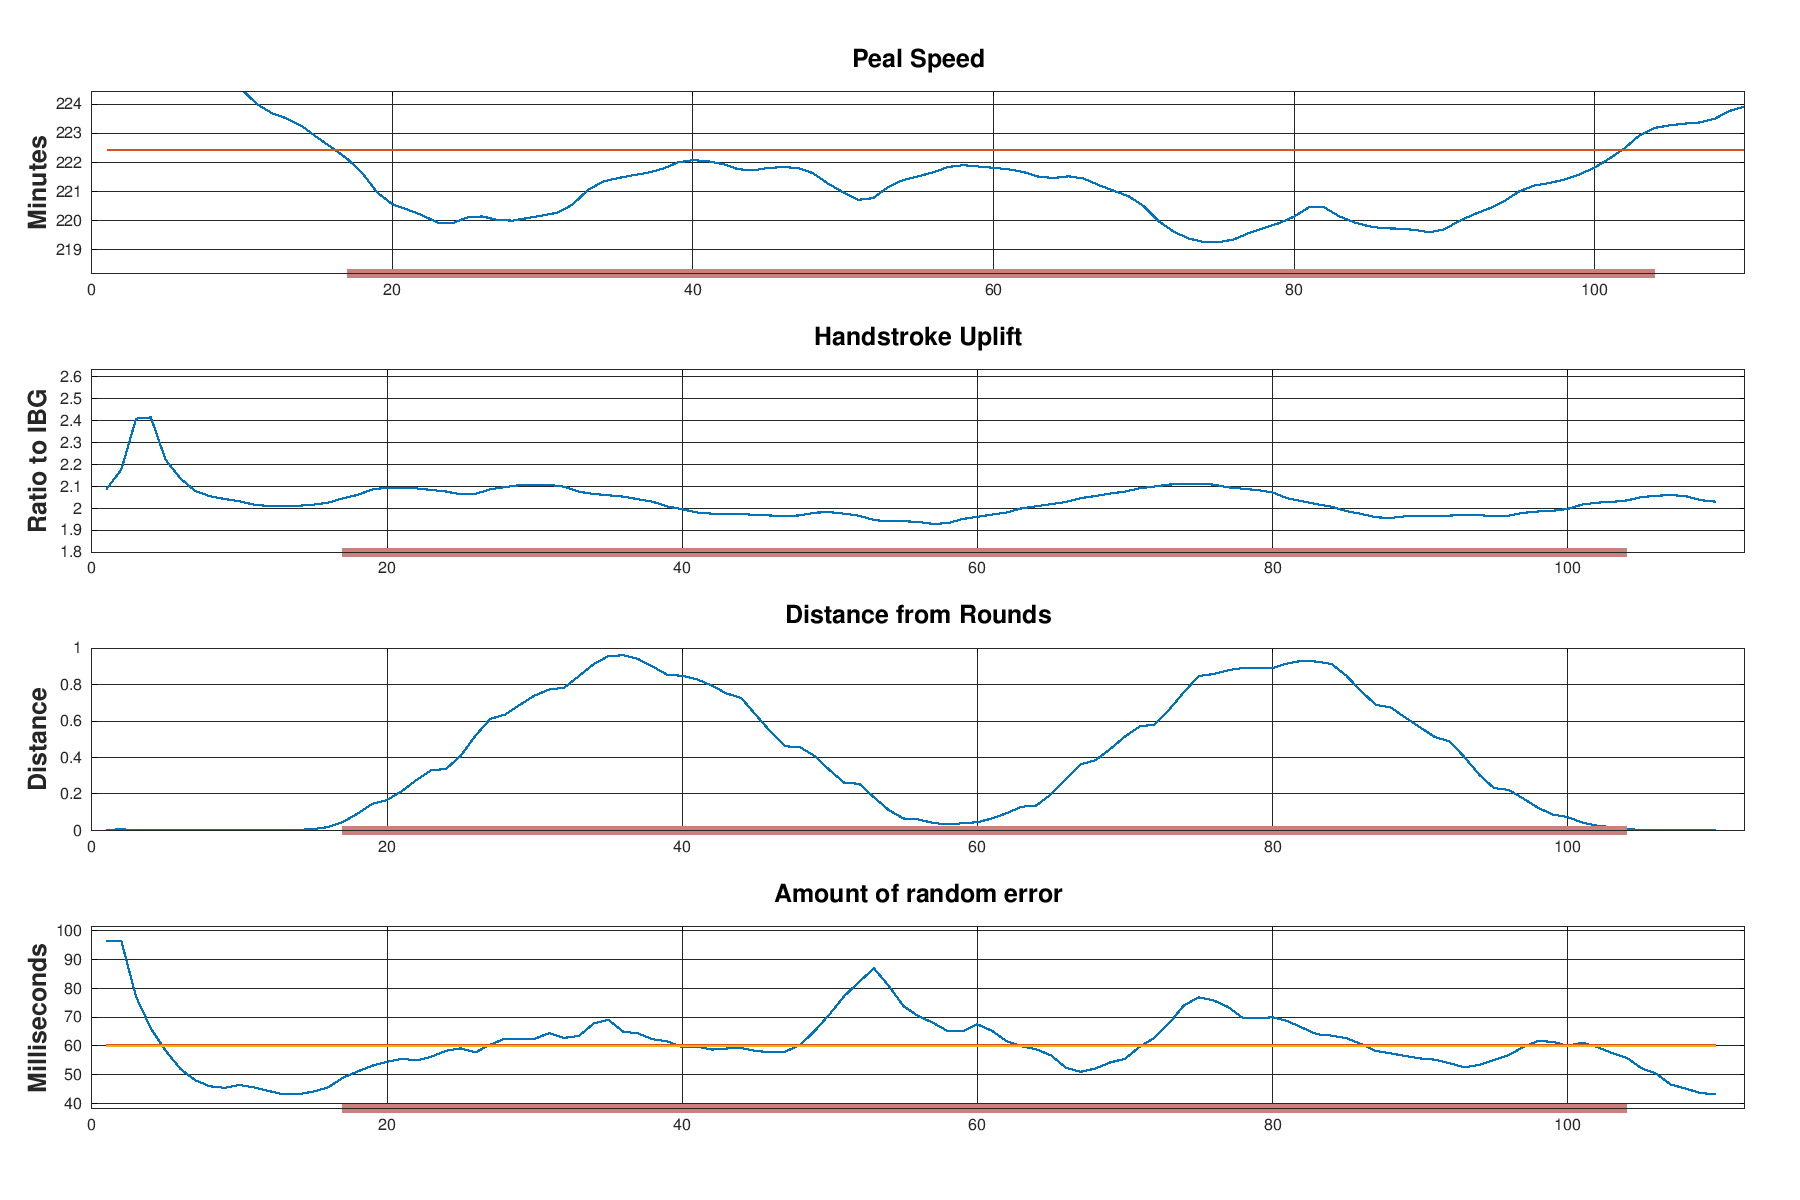 Peal Speed
Minutes
224
223
222
221
220
219
0 20 40 60 80 100
Handstroke Uplift
Ratio to IBG
2.6
2.5
2.4
2.3
2.2
2.1
2
1.9
1.8
0 20 40 60 80 100
Distance from Rounds
Distance
1
0.8
0.6
0.4
0.2
0
0 20 40 60 80 100
Amount of random error
Milliseconds
100
90
80
70
60
50
40
0 20 40 60 80 100